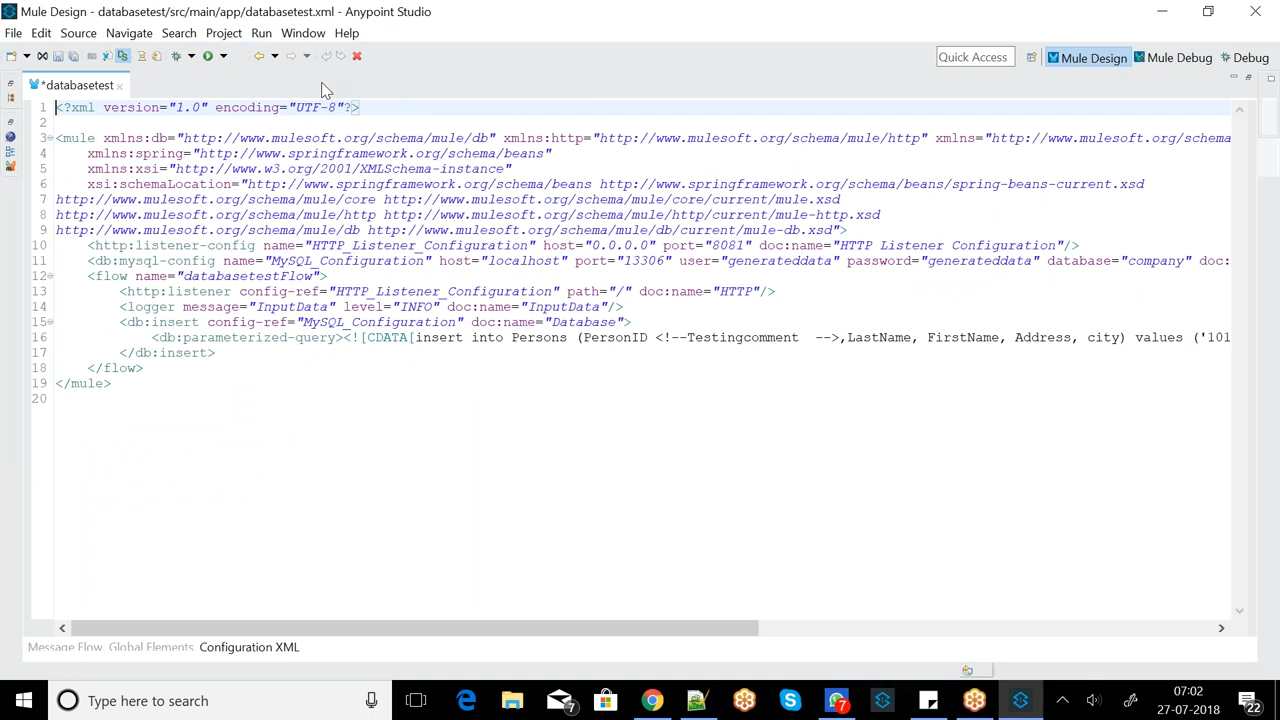 Mule Design - databasetest/src/main/app/databasetest.xml - Anypoint Studio
File Edit Source Navigate Search Project Run Window Help
Quick Access Mule Design Mule Debug Debug
*databasetest
1 <?xml version="1.0" encoding="UTF-8"?>
2
3 <mule xmlns:db="http://www.mulesoft.org/schema/mule/db" xmlns:http="http://www.mulesoft.org/schema/mule/http" xmlns="http://www.mulesoft.org/schema
4 xmlns:spring="http://www.springframework.org/schema/beans"
5 xmlns:xsi="http://www.w3.org/2001/XMLSchema-instance"
6 xsi:schemaLocation="http://www.springframework.org/schema/beans http://www.springframework.org/schema/beans/spring-beans-current.xsd
7 http://www.mulesoft.org/schema/mule/core http://www.mulesoft.org/schema/mule/core/current/mule.xsd
8 http://www.mulesoft.org/schema/mule/http http://www.mulesoft.org/schema/mule/http/current/mule-http.xsd
9 http://www.mulesoft.org/schema/mule/db http://www.mulesoft.org/schema/mule/db/current/mule-db.xsd">
10 <http:listener-config name="HTTP_Listener_Configuration" host="0.0.0.0" port="8081" doc:name="HTTP Listener Configuration"/>
11 <db:mysql-config name="MySQL_Configuration" host="localhost" port="13306" user="generateddata" password="generateddata" database="company" doc:
12 <flow name="databasetestFlow">
13 <http:listener config-ref="HTTP_Listener_Configuration" path="/" doc:name="HTTP"/>
14 <logger message="InputData" level="INFO" doc:name="InputData"/>
15 <db:insert config-ref="MySQL_Configuration" doc:name="Database">
16 <db:parameterized-query><![CDATA[insert into Persons (PersonID <!--Testingcomment -->,LastName, FirstName, Address, city) values ('101
17 </db:insert>
18 </flow>
19 </mule>
20
Message Flow Global Elements Configuration XML
Type here to search
7
7
07:02
27-07-2018
22